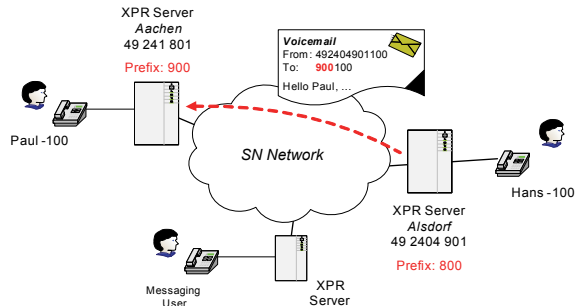 XPR Server
Aachen
49 241 801
Prefix: 900
Voicemail
From: 492404901100
To: 900100
Hello Paul, ...
Paul -100
SN Network
Hans -100
XPR Server
Alsdorf
49 2404 901
Prefix: 800
Messaging
User
XPR
Server